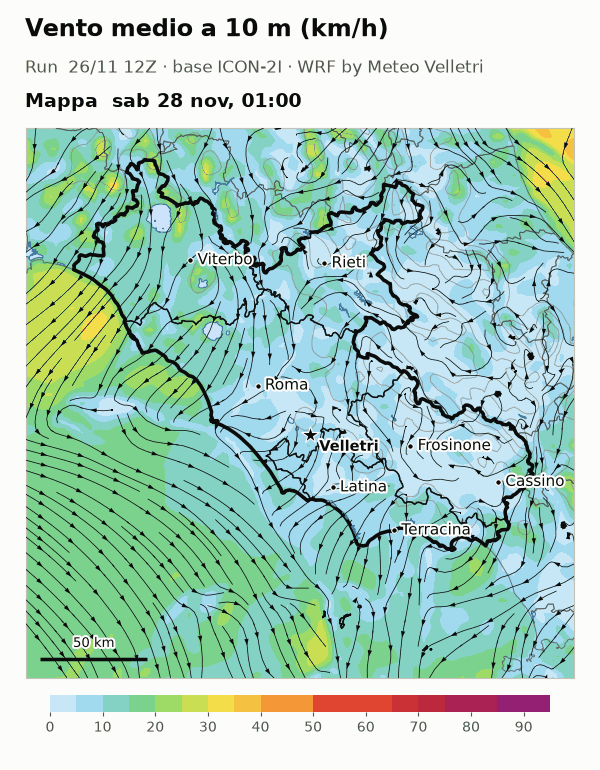 Vento medio a 10 m (km/h)
Run 26/11 12Z · base ICON-2I · WRF by Meteo Velletri
Mappa sab 28 nov, 01:00
Viterbo
Rieti
Roma
Velletri
Frosinone
Latina
Cassino
Terracina
50 km
0 10 20 30 40 50 60 70 80 90